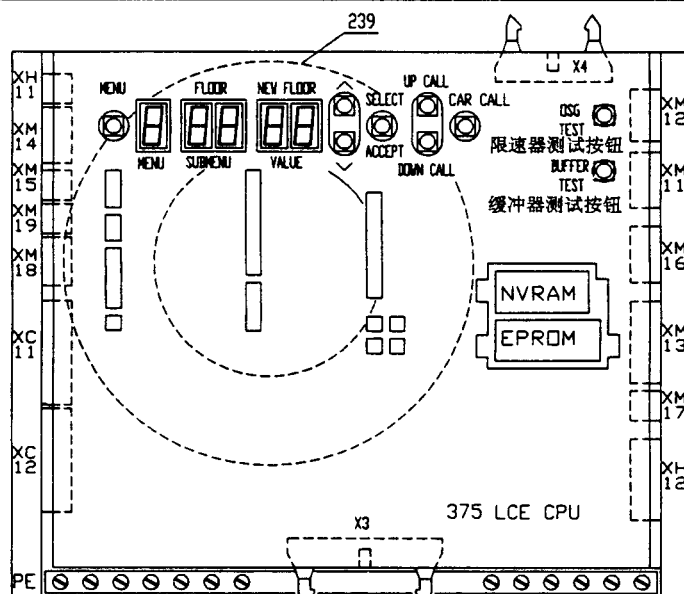 239
X4
XH
11
MENU
FLOOR
NEW FLOOR
UP CALL
SELECT
CAR CALL
OSG
TEST
限速器测试按钮
XM
12
XM
14
8
88
88
MENU
SUBMENU
VALUE
ACCEPT
DOWN CALL
BUFFER
TEST
缓冲器测试按钮
XM
11
XM
15
XM
19
XM
18
XM
16
NVRAM
EPROM
XM
13
XC
11
XM
17
XC
12
XH
12
375 LCE CPU
X3
PE